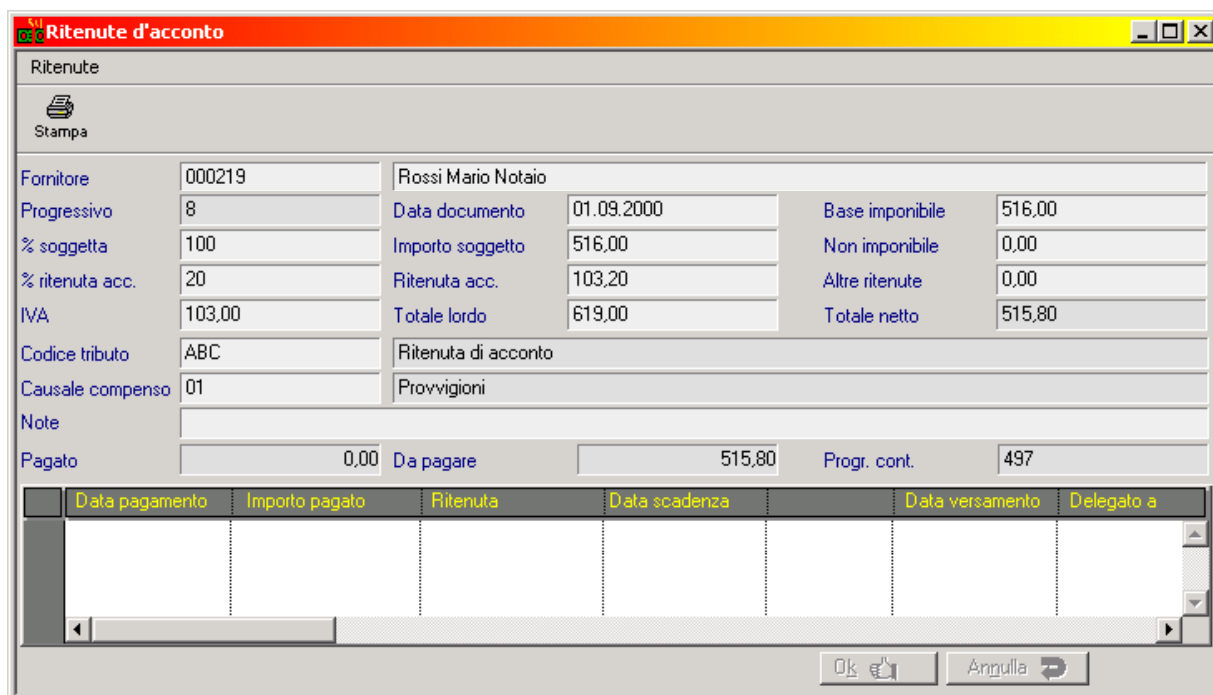 Ritenute d'acconto
Ritenute
Stampa
Fornitore 000219 Rossi Mario Notaio
Progressivo 8 Data documento 01.09.2000 Base imponibile 516,00
% soggetta 100 Importo soggetto 516,00 Non imponibile 0,00
% ritenuta acc. 20 Ritenuta acc. 103,20 Altre ritenute 0,00
IVA 103,00 Totale lordo 619,00 Totale netto 515,80
Codice tributo ABC Ritenuta di acconto
Causale compenso 01 Provvigioni
Note
Pagato 0,00 Da pagare 515,80 Progr. cont. 497
Data pagamento Importo pagato Ritenuta Data scadenza Data versamento Delegato a
Ok Annulla